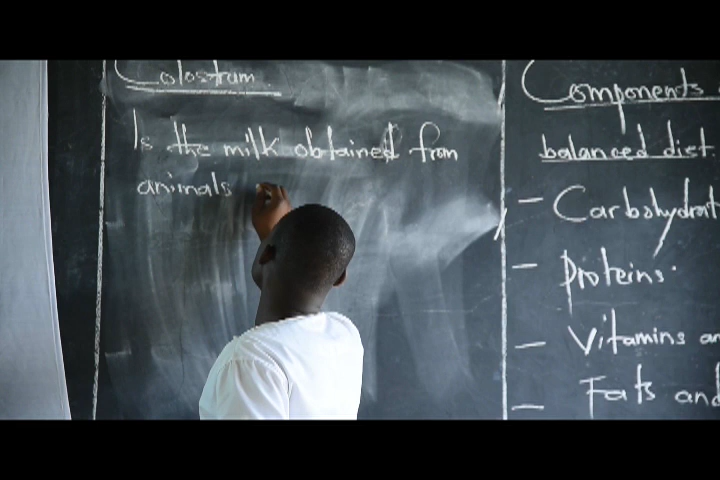 Colostrum
Is the milk obtained from
animals
Components
balanced diet.
- Carbohydrat
- Proteins.
- Vitamins an
- Fats and